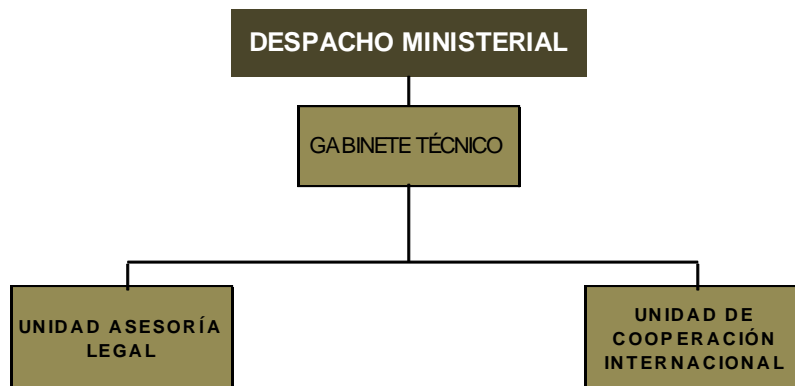 DESPACHO MINISTERIAL
GABINETE TÉCNICO
UNIDAD ASESORÍA
LEGAL
UNIDAD DE
COOPERACIÓN
INTERNACIONAL